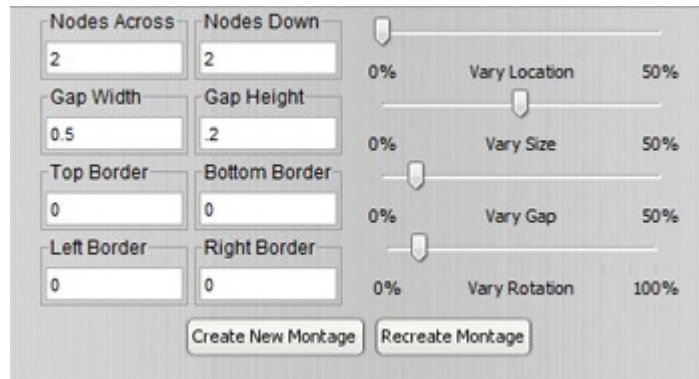 Nodes Across Nodes Down
2 2
0% Vary Location 50%
Gap Width Gap Height
0.5 .2
0% Vary Size 50%
Top Border Bottom Border
0 0
0% Vary Gap 50%
Left Border Right Border
0 0
0% Vary Rotation 100%
Create New Montage Recreate Montage